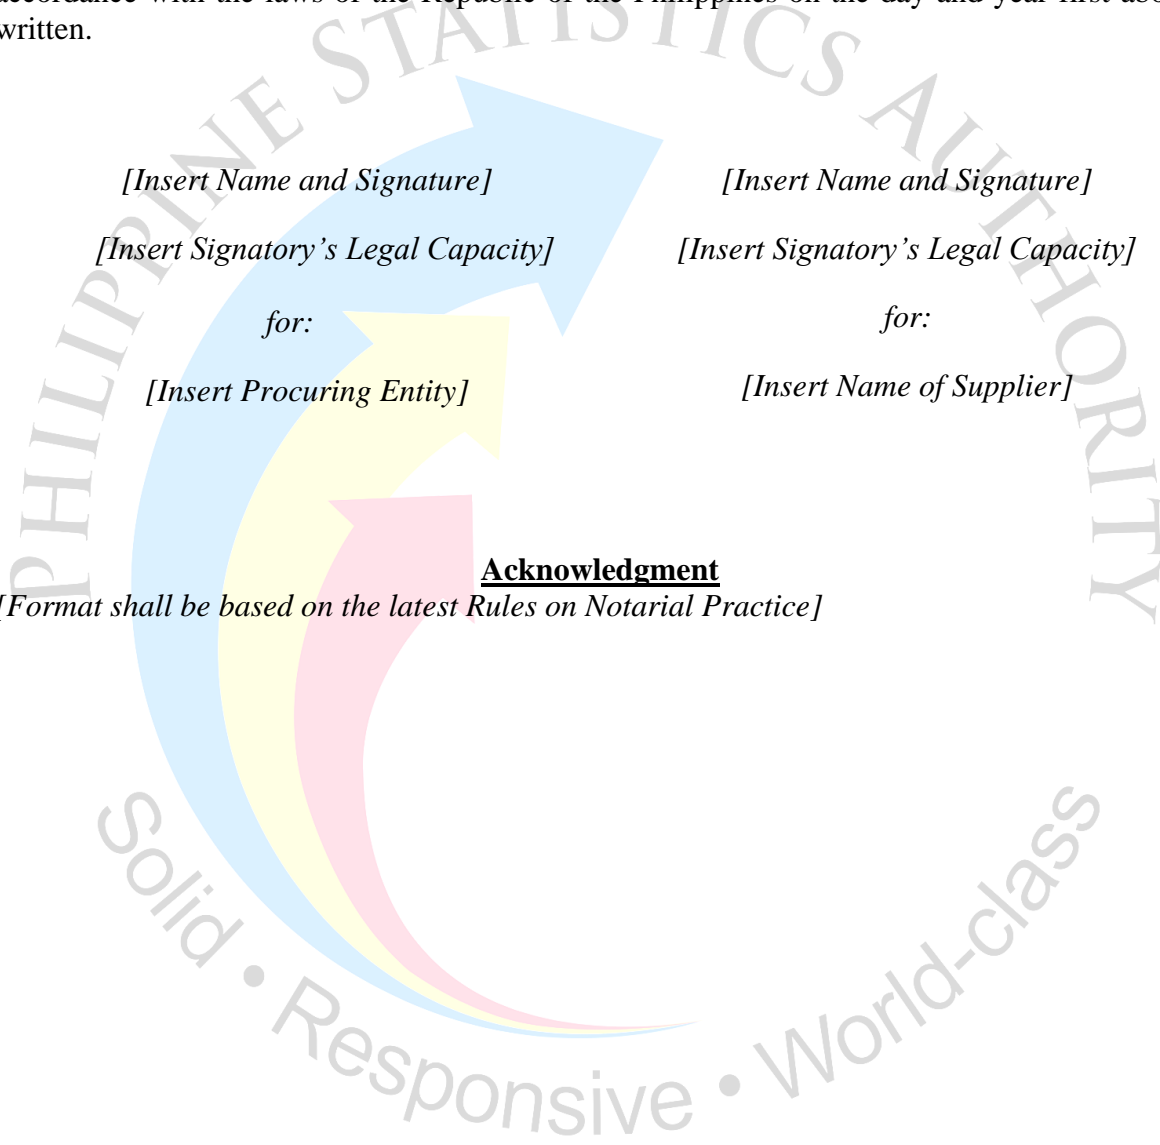 accordance with the laws of the Republic of the Philippines on the day and year first
written.
PHILIPPINE STATISTICS AUTHORITY
[Insert Name and Signature]
[Insert Signatory’s Legal Capacity]
for:
[Insert Procuring Entity]
[Insert Name and Signature]
[Insert Signatory’s Legal Capacity]
for:
[Insert Name of Supplier]
Acknowledgment
[Format shall be based on the latest Rules on Notarial Practice]
Solid • Responsive • World-class